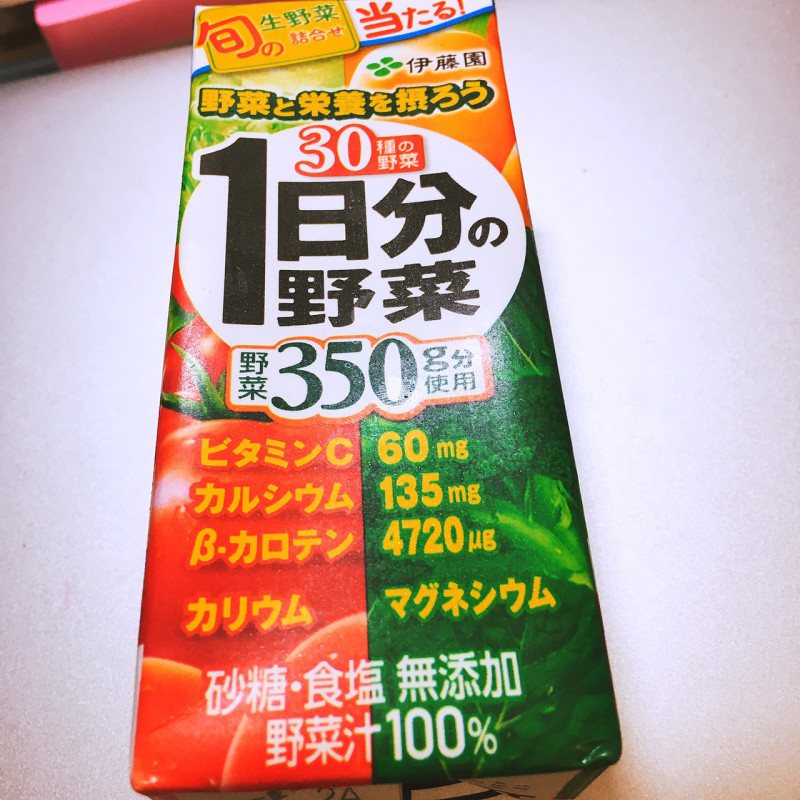 旬の
生野菜
詰合せ
当たる!
伊藤園
野菜と栄養を摂ろう
30種の
野菜
1日分の
野菜
野菜350g分
使用
ビタミンC 60mg
カルシウム 135mg
β-カロテン 4720μg
カリウム マグネシウム
砂糖・食塩 無添加
野菜汁100%